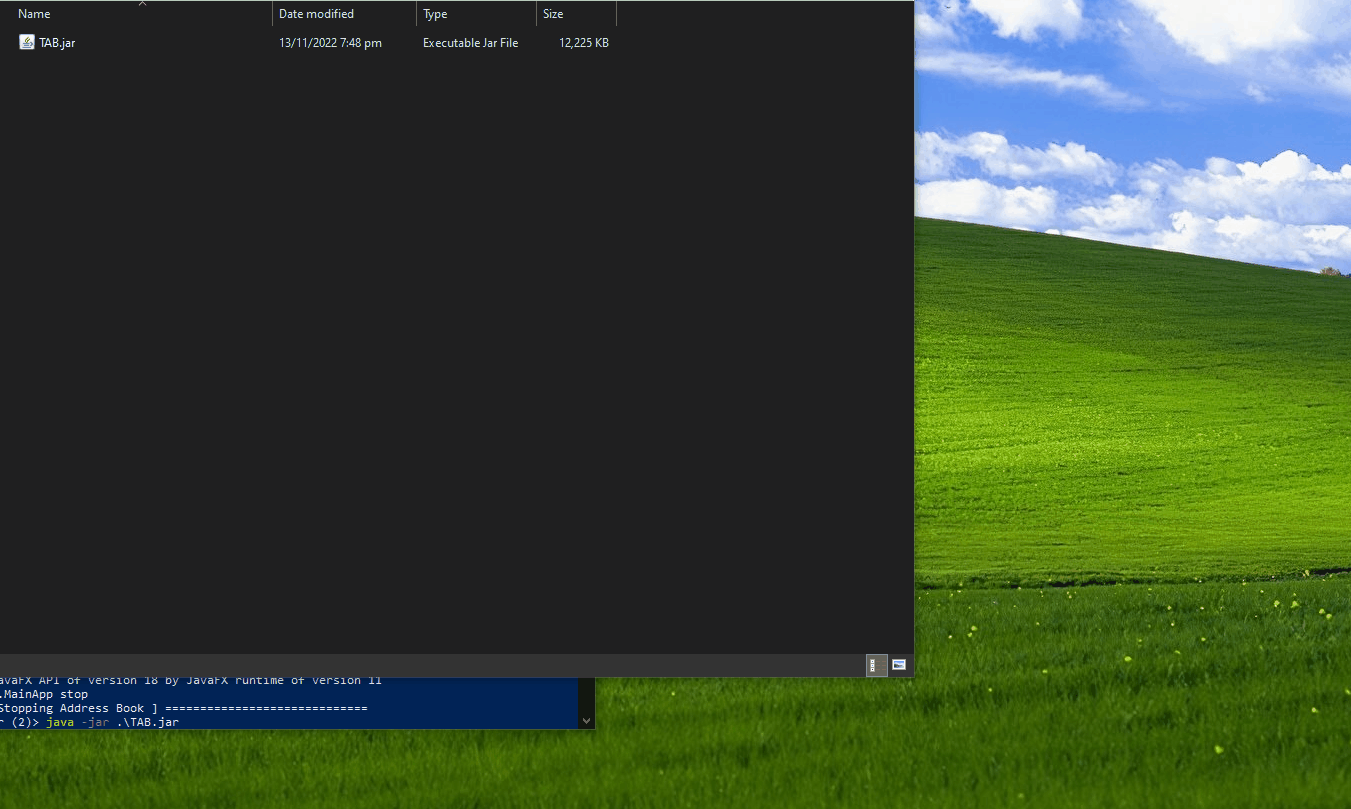 Name Date modified Type Size
TAB.jar 13/11/2022 7:48 pm Executable Jar File 12,225 KB
avaFX API of version 18 by JavaFX runtime of version 11
.MainApp stop
Stopping Address Book ] =============================
r (2)> java -jar .\TAB.jar